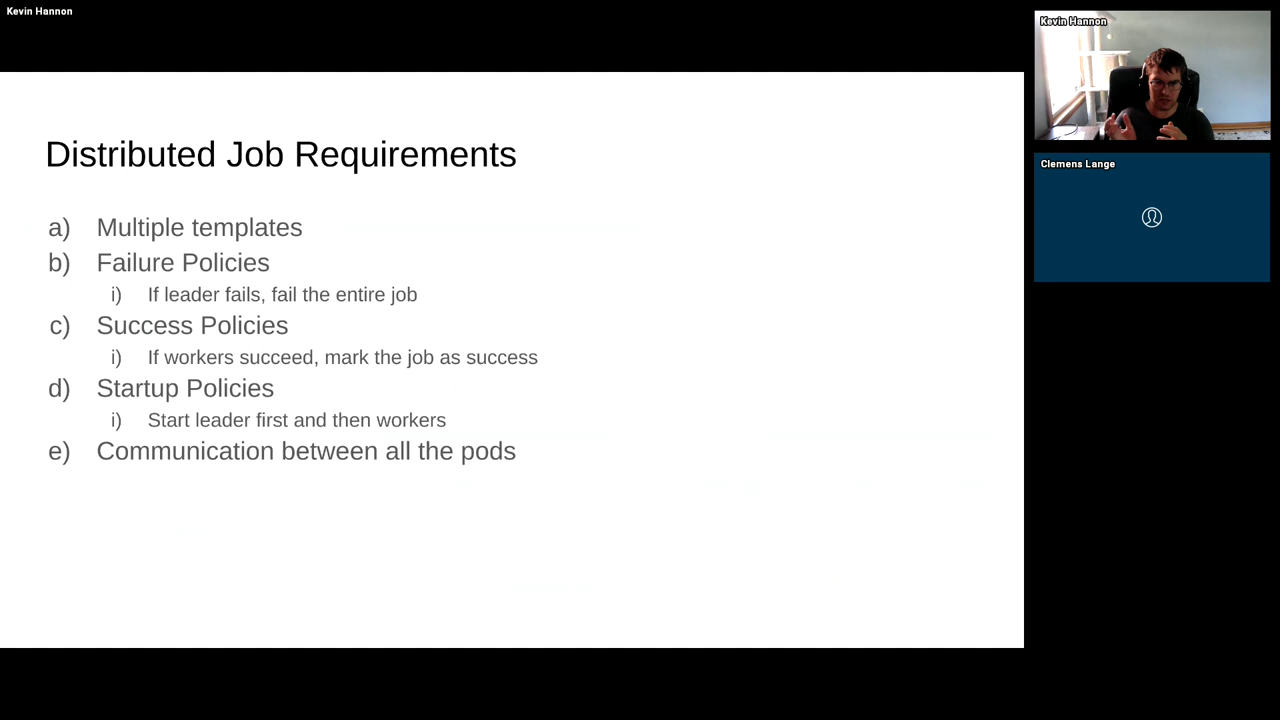 Kevin Hannon
Kevin Hannon
Clemens Lange
Distributed Job Requirements
a) Multiple templates
b) Failure Policies
i) If leader fails, fail the entire job
c) Success Policies
i) If workers succeed, mark the job as success
d) Startup Policies
i) Start leader first and then workers
e) Communication between all the pods